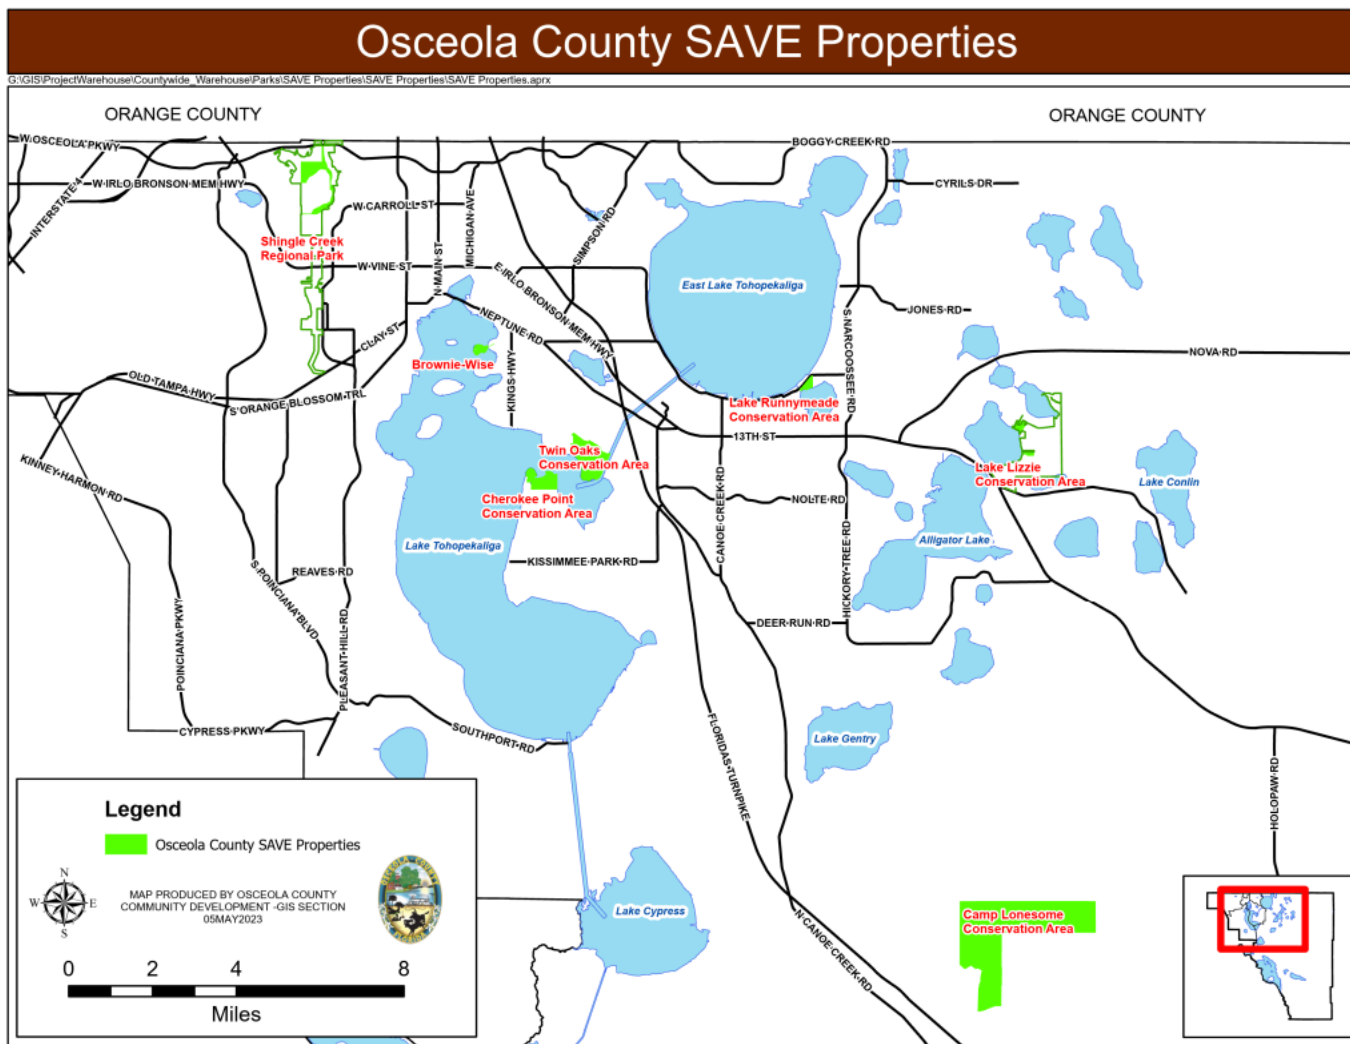 Osceola County SAVE Properties
G:\GIS\ProjectWarehouse\Countywide_Warehouse\Parks\SAVE Properties\SAVE Properties\SAVE Properties.aprx
ORANGE COUNTY
ORANGE COUNTY
W OSCEOLA PKWY
BOGGY CREEK RD
INTERSTATE 4
W IRLO BRONSON MEM HWY
CYRILS DR
W CARROLL ST
MICHIGAN AVE
SIMPSON RD
Shingle Creek
Regional Park
N MAIN ST
W VINE ST
E IRLO BRONSON MEM HWY
East Lake Tohopekaliga
JONES RD
S NARCOOSSEE RD
NEPTUNE RD
CLAY ST
NOVA RD
Brownie-Wise
KINGS HWY
OLD TAMPA HWY
S ORANGE BLOSSOM TRL
Lake Runnymeade
Conservation Area
13TH ST
Twin Oaks
Conservation Area
KINNEY HARMON RD
Lake Lizzie
Conservation Area
Lake Conlin
Cherokee Point
Conservation Area
CANOE CREEK RD
NOLTE RD
Lake Tohopekaliga
Alligator Lake
KISSIMMEE PARK RD
HICKORY TREE RD
REAVES RD
S POINCIANA BLVD
POINCIANA PKWY
PLEASANT HILL RD
DEER RUN RD
CYPRESS PKWY
SOUTHPORT RD
Lake Gentry
FLORIDAS TURNPIKE
HOLOPAW RD
Legend
Osceola County SAVE Properties
N
W
E
S
MAP PRODUCED BY OSCEOLA COUNTY
COMMUNITY DEVELOPMENT -GIS SECTION
05MAY2023
OSCEOLA COUNTY
FLORIDA
0 2 4 8
Miles
Lake Cypress
N CANOE CREEK RD
Camp Lonesome
Conservation Area